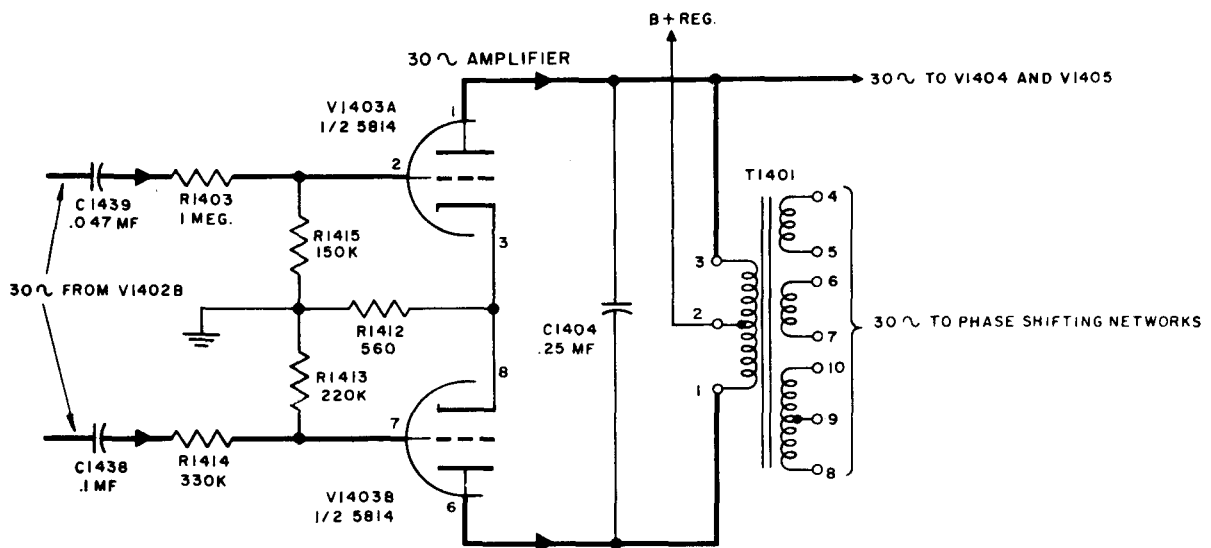 B+REG.
30~ AMPLIFIER
30~ TO V1404 AND V1405
V1403A
1/2 5814
1
2
3
C1439
.047 MF
R1403
1 MEG.
R1415
150K
30~ FROM V1402B
R1412
560
R1413
220K
C1404
.25 MF
T1401
3
2
1
4
5
6
7
10
9
8
30~ TO PHASE SHIFTING NETWORKS
8
7
6
C1438
.1MF
R1414
330K
V1403B
1/2 5814